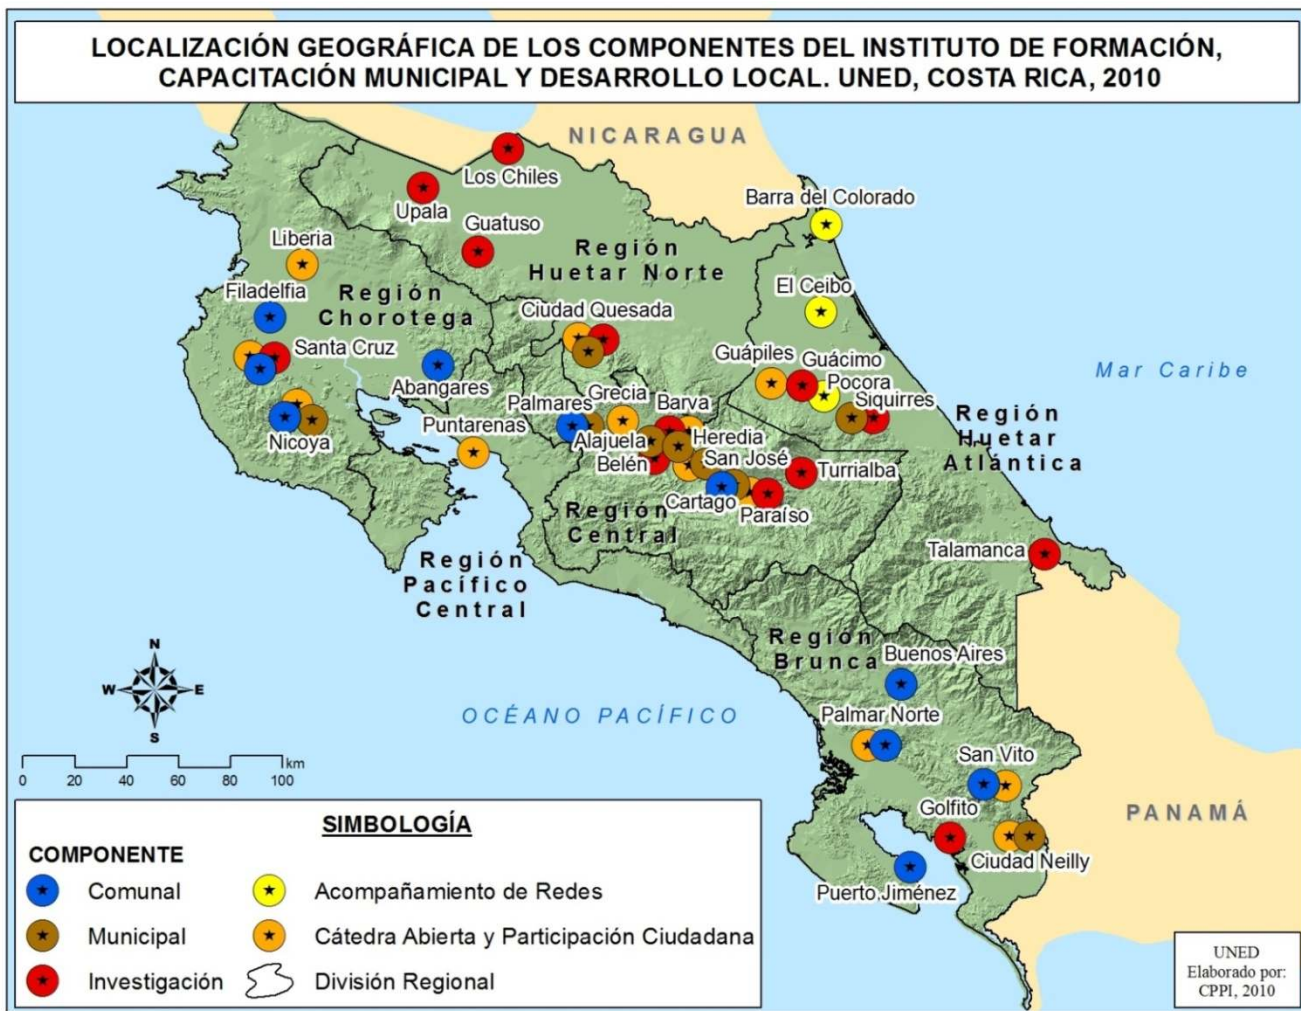 LOCALIZACIÓN GEOGRÁFICA DE LOS COMPONENTES DEL INSTITUTO DE FORMACIÓN,
CAPACITACIÓN MUNICIPAL Y DESARROLLO LOCAL. UNED, COSTA RICA, 2010
NICARAGUA
Los Chiles
Upala
Guatuso
Barra del Colorado
Liberia
Región
Huetar Norte
El Ceibo
Filadelfia
Región
Chorotega
Ciudad Quesada
Santa Cruz
Abangares
Guápiles
Guácimo
Pocora
Siquirres
Mar Caribe
Grecia
Palmares
Barva
Puntarenas
Nicoya
Alajuela
Heredia
Belén
San José
Turrialba
Cartago
Paraíso
Región
Huetar
Atlántica
Región
Central
Región
Pacífico
Central
Talamanca
Región
Brunca
Buenos Aires
OCÉANO PACÍFICO
Palmar Norte
San Vito
Golfito
Ciudad Neilly
Puerto Jiménez
PANAMÁ
N
W
E
S
km
0 20 40 60 80 100
SIMBOLOGÍA
COMPONENTE
Comunal
Acompañamiento de Redes
Municipal
Cátedra Abierta y Participación Ciudadana
Investigación
División Regional
UNED
Elaborado por:
CPPI, 2010